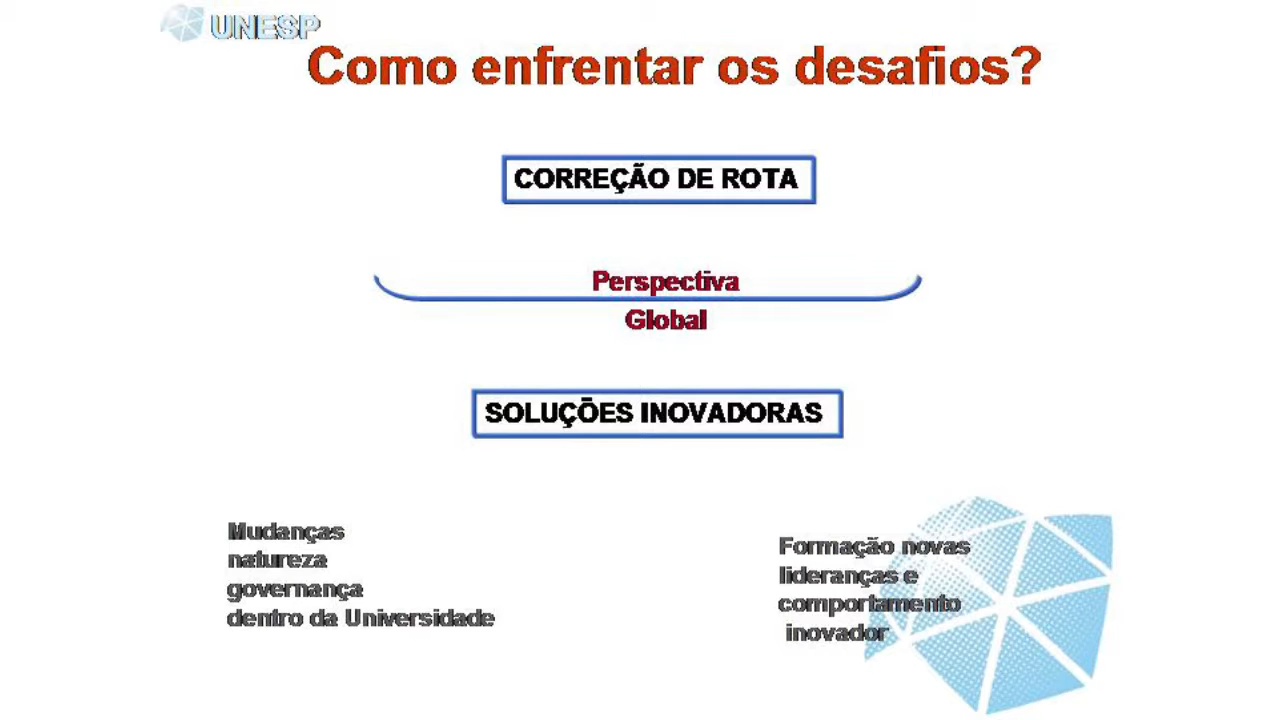 UNESP
Como enfrentar os desafios?
CORREÇÃO DE ROTA
Perspectiva
Global
SOLUÇÕES INOVADORAS
Mudanças
natureza
governança
dentro da Universidade
Formação novas
lideranças e
comportamento
inovador